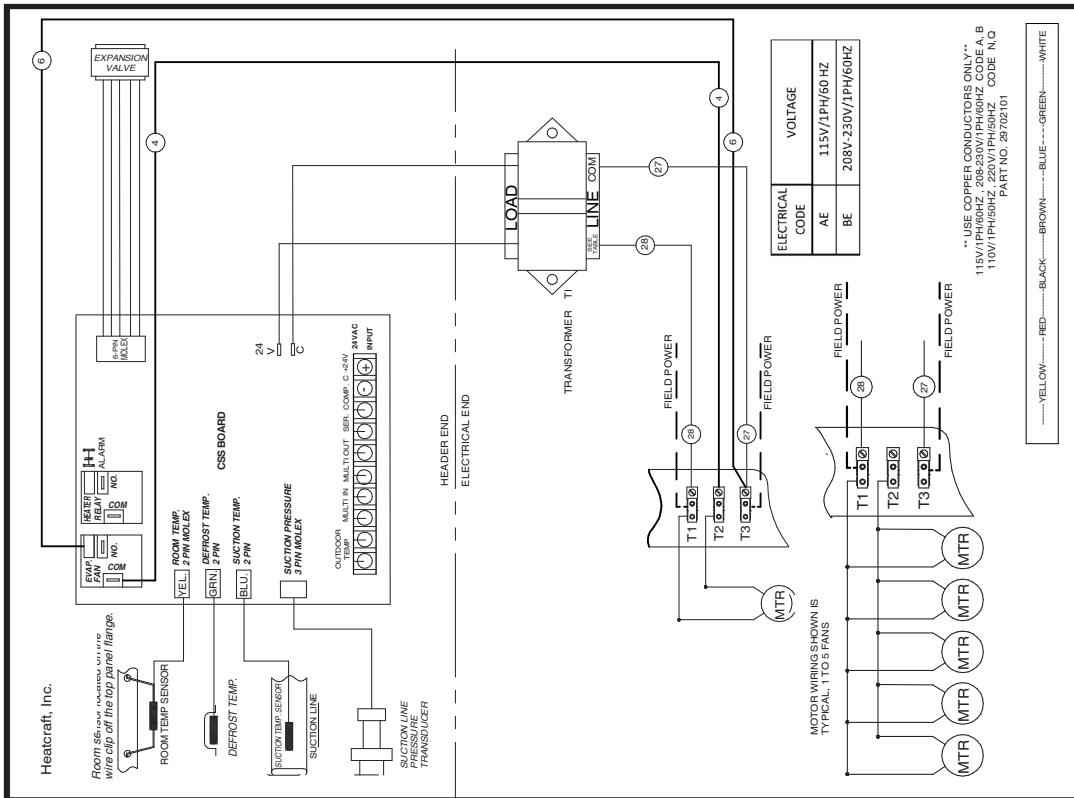 Heatcraft, Inc.
wire clip off the top panel flange.
ROOM TEMP SENSOR
DEFROST TEMP.
SUCTION TEMP. SENSOR
SUCTION LINE
SUCTION LINE
PRESSURE
TRANSDUCER
6
EXPANSION
VALVE
4
6-PIN
MOLEX
ALARM
HEATER
RELAY
NO.
COM
EVAP.
FAN
NO.
COM
CSS BOARD
YEL.
ROOM TEMP.
2 PIN MOLEX
GRN.
DEFROST TEMP.
2 PIN
BLU.
SUCTION TEMP.
2 PIN
SUCTION PRESSURE
3 PIN MOLEX
24
V
C
OUTDOOR
TEMP
MULTI IN
MULTI OUT
SER.
COMP.
C
+24V
24VAC
INPUT
-
+
HEADER END
ELECTRICAL END
LOAD
LINE
SEE
TABLE
COM
TRANSFORMER T1
28
27
4
6
FIELD POWER
28
27
FIELD POWER
T1
T2
T3
MTR
ELECTRICAL
CODE
VOLTAGE
AE
115V/1PH/60 HZ
BE
208V-230V/1PH/60HZ
FIELD POWER
28
27
FIELD POWER
T1
T2
T3
MTR
MTR
MTR
MTR
MTR
MOTOR WIRING SHOWN IS
TYPICAL, 1 TO 5 FANS
** USE COPPER CONDUCTORS ONLY**
115V/1PH/60HZ , 208-230V/1PH/60HZ CODE A, B
110V/1PH/50HZ , 220V/1PH/50HZ CODE N,Q
PART NO. 29702101
YELLOW RED BLACK BROWN BLUE GREEN WHITE